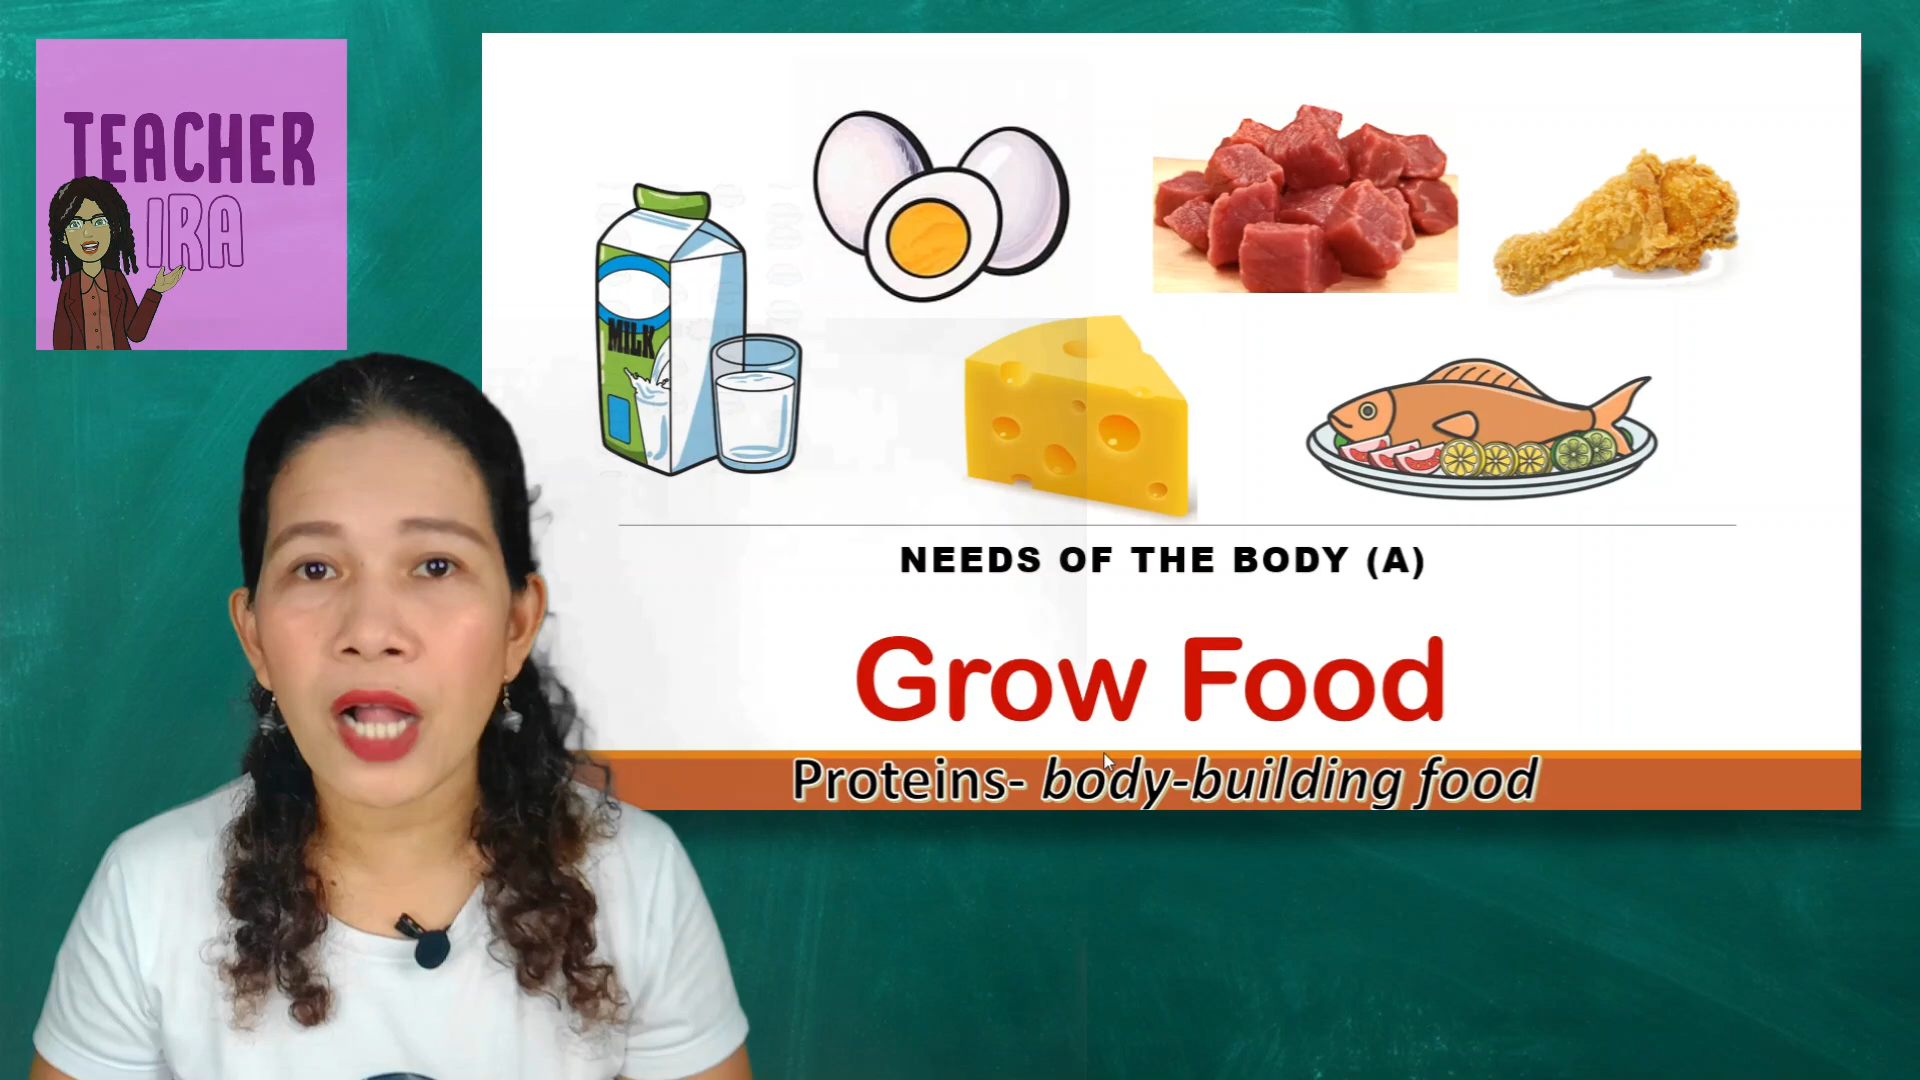 TEACHER
IRA
MILK
NEEDS OF THE BODY (A)
Grow Food
Proteins- body-building food